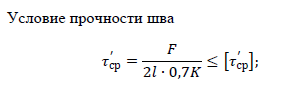 Условие прочности шва
τ′ср = F / (2l · 0,7K) ≤ [τ′ср];